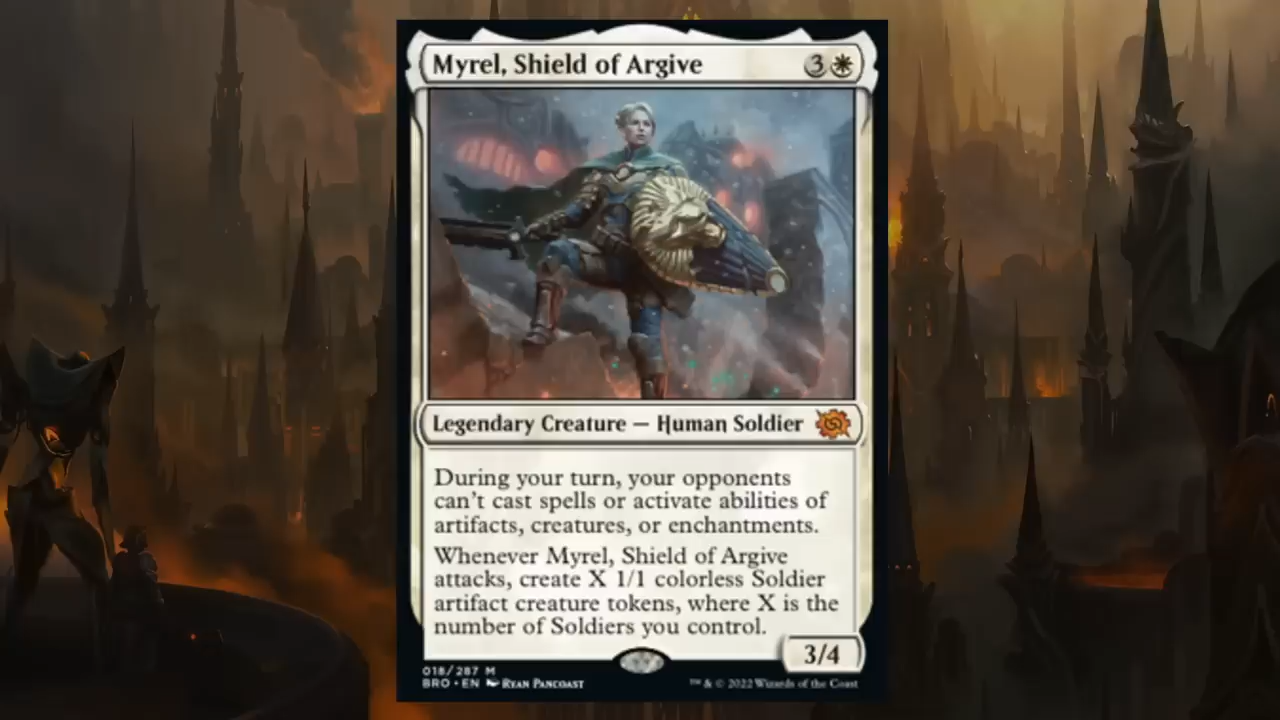 Myrel, Shield of Argive 3
Legendary Creature — Human Soldier
During your turn, your opponents
can't cast spells or activate abilities of
artifacts, creatures, or enchantments.
Whenever Myrel, Shield of Argive
attacks, create X 1/1 colorless Soldier
artifact creature tokens, where X is the
number of Soldiers you control.
3/4
018/287 M
BRO • EN Ryan Pancoast
™ & © 2022 Wizards of the Coast